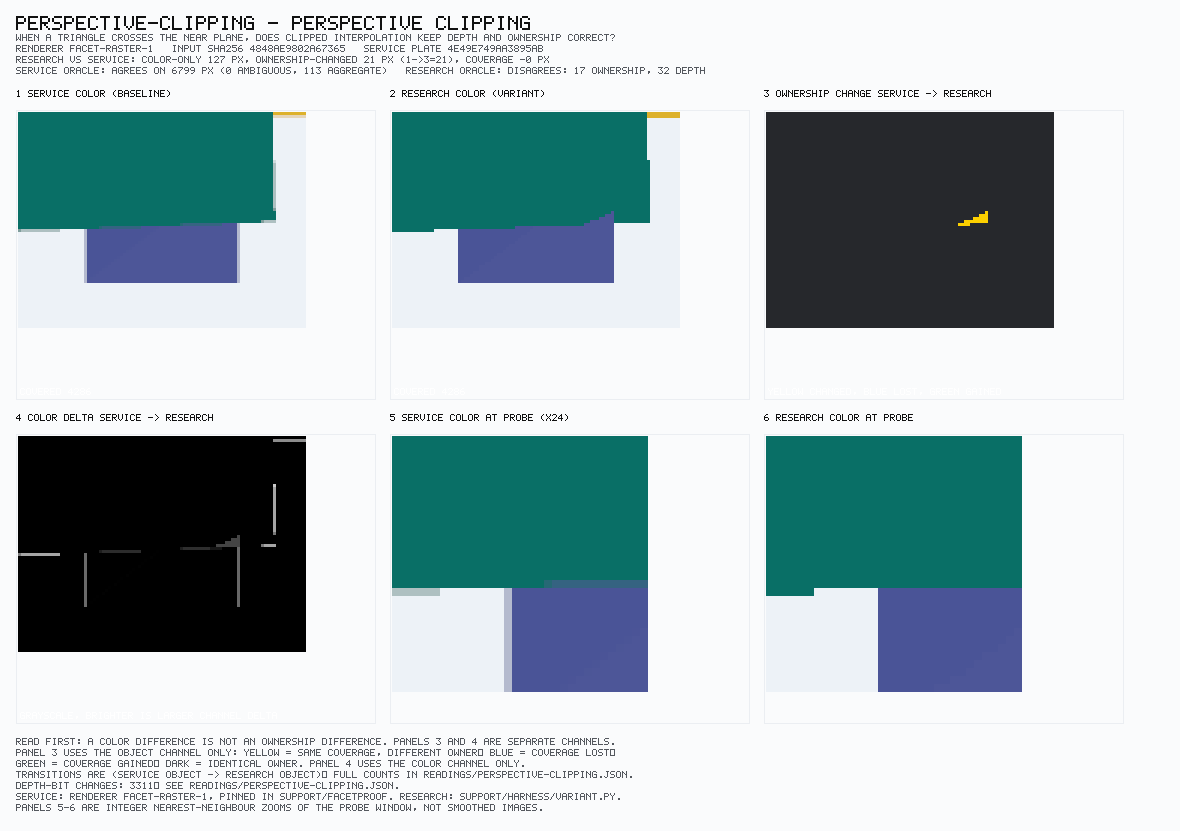 PERSPECTIVE-CLIPPING - PERSPECTIVE CLIPPING
WHEN A TRIANGLE CROSSES THE NEAR PLANE, DOES CLIPPED INTERPOLATION KEEP DEPTH AND OWNERSHIP CORRECT?
RENDERER FACET-RASTER-1 INPUT SHA256 4848AE9802A67365 SERVICE PLATE 4E49E749AA3895AB
RESEARCH VS SERVICE: COLOR-ONLY 127 PX, OWNERSHIP-CHANGED 21 PX (1->3=21), COVERAGE -0 PX
SERVICE ORACLE: AGREES ON 6799 PX (0 AMBIGUOUS, 113 AGGREGATE) RESEARCH ORACLE: DISAGREES: 17 OWNERSHIP, 32 DEPTH
1 SERVICE COLOR (BASELINE)
2 RESEARCH COLOR (VARIANT)
3 OWNERSHIP CHANGE SERVICE -> RESEARCH
4 COLOR DELTA SERVICE -> RESEARCH
5 SERVICE COLOR AT PROBE (X24)
6 RESEARCH COLOR AT PROBE
READ FIRST: A COLOR DIFFERENCE IS NOT AN OWNERSHIP DIFFERENCE. PANELS 3 AND 4 ARE SEPARATE CHANNELS.
PANEL 3 USES THE OBJECT CHANNEL ONLY: YELLOW = SAME COVERAGE, DIFFERENT OWNER▯ BLUE = COVERAGE LOST▯
GREEN = COVERAGE GAINED▯ DARK = IDENTICAL OWNER. PANEL 4 USES THE COLOR CHANNEL ONLY.
TRANSITIONS ARE (SERVICE OBJECT -> RESEARCH OBJECT)▯ FULL COUNTS IN READINGS/PERSPECTIVE-CLIPPING.JSON.
DEPTH-BIT CHANGES: 3311▯ SEE READINGS/PERSPECTIVE-CLIPPING.JSON.
SERVICE: RENDERER FACET-RASTER-1, PINNED IN SUPPORT/FACETPROOF. RESEARCH: SUPPORT/HARNESS/VARIANT.PY.
PANELS 5-6 ARE INTEGER NEAREST-NEIGHBOUR ZOOMS OF THE PROBE WINDOW, NOT SMOOTHED IMAGES.